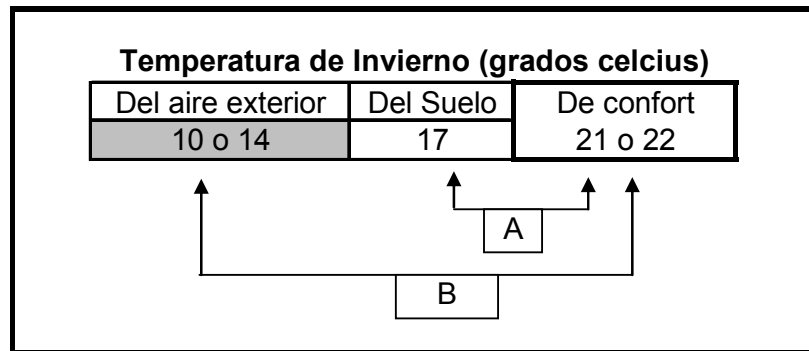 Temperatura de Invierno (grados celcius)
Del aire exterior Del Suelo De confort
10 o 14 17 21 o 22
A
B